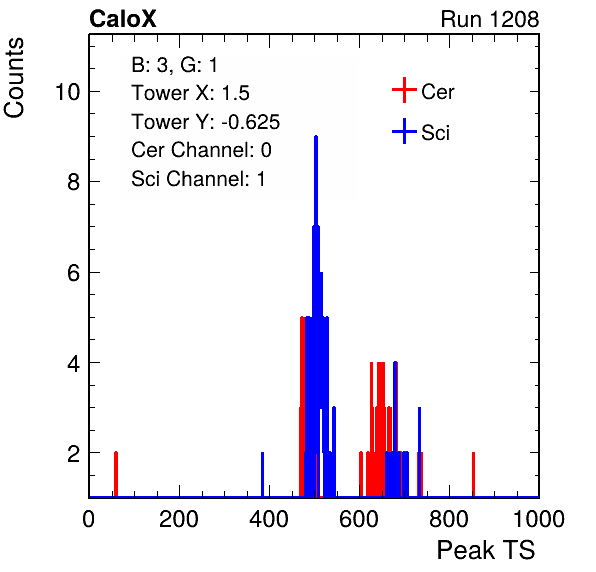 CaloX Run 1208
Counts
B: 3, G: 1
Tower X: 1.5
Tower Y: -0.625
Cer Channel: 0
Sci Channel: 1
Cer
Sci
10
8
6
4
2
0 200 400 600 800 1000
Peak TS